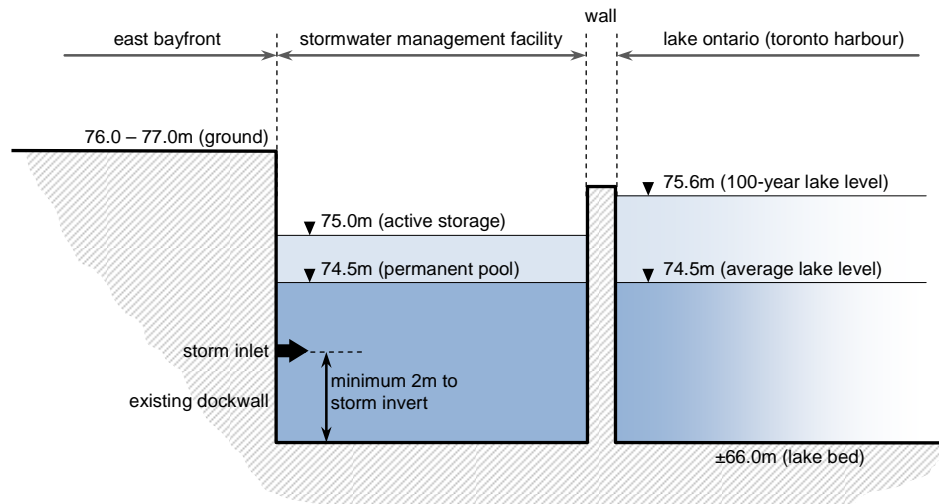 wall
east bayfront
stormwater management facility
lake ontario (toronto harbour)
76.0 – 77.0m (ground)
75.6m (100-year lake level)
75.0m (active storage)
74.5m (permanent pool)
74.5m (average lake level)
storm inlet
minimum 2m to
storm invert
existing dockwall
±66.0m (lake bed)